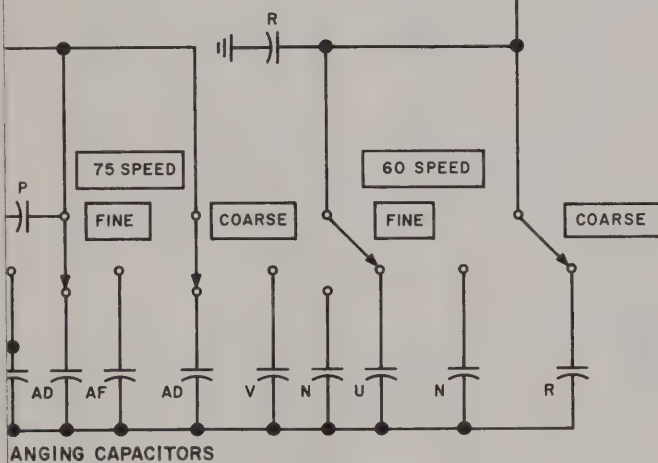 R
75 SPEED
60 SPEED
P
FINE
COARSE
FINE
COARSE
AD
AF
AD
V
N
U
N
R
ANGING CAPACITORS